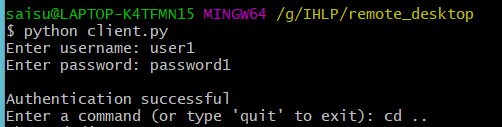 saisu@LAPTOP-K4TFMN15 MINGW64 /g/IHLP/remote_desktop
$ python client.py
Enter username: user1
Enter password: password1
Authentication successful
Enter a command (or type 'quit' to exit): cd ..